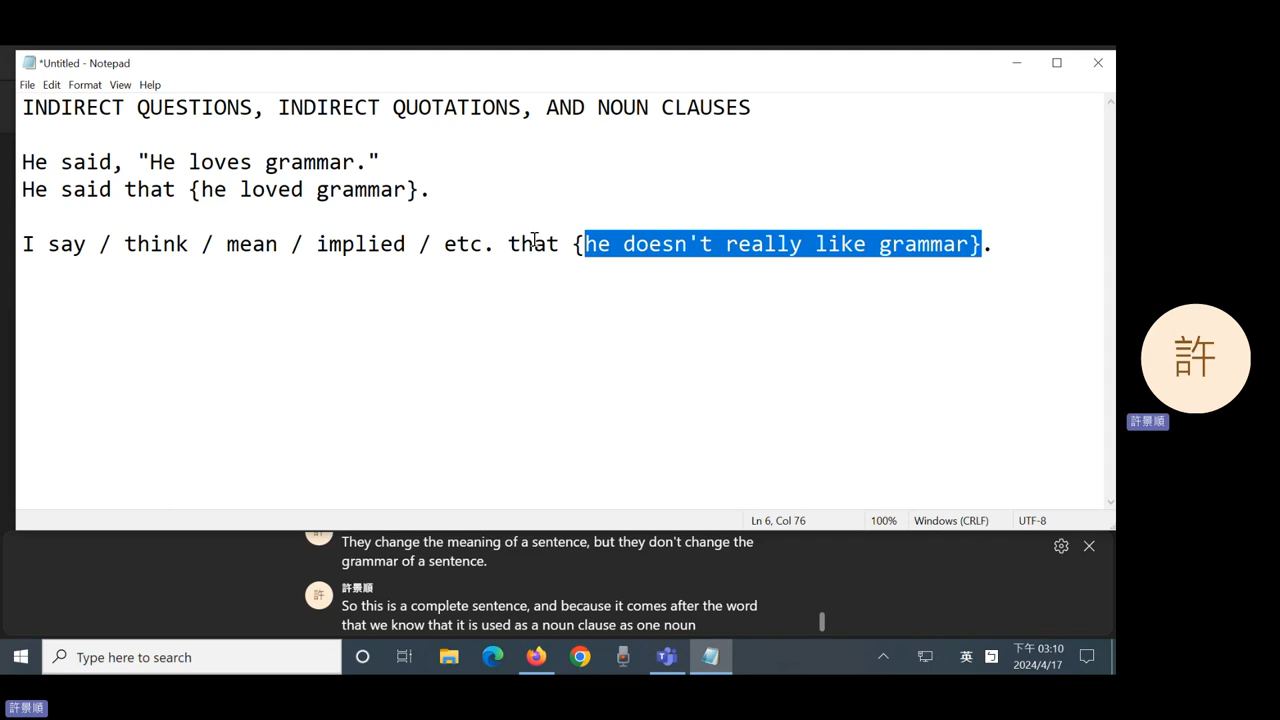 *Untitled - Notepad
File Edit Format View Help
INDIRECT QUESTIONS, INDIRECT QUOTATIONS, AND NOUN CLAUSES
He said, "He loves grammar."
He said that {he loved grammar}.
I say / think / mean / implied / etc. that {he doesn't really like grammar}.
Ln 6, Col 76
100%
Windows (CRLF)
UTF-8
許
許景順
They change the meaning of a sentence, but they don't change the
grammar of a sentence.
許
許景順
So this is a complete sentence, and because it comes after the word
that we know that it is used as a noun clause as one noun
Type here to search
英
下午 03:10
2024/4/17
許景順